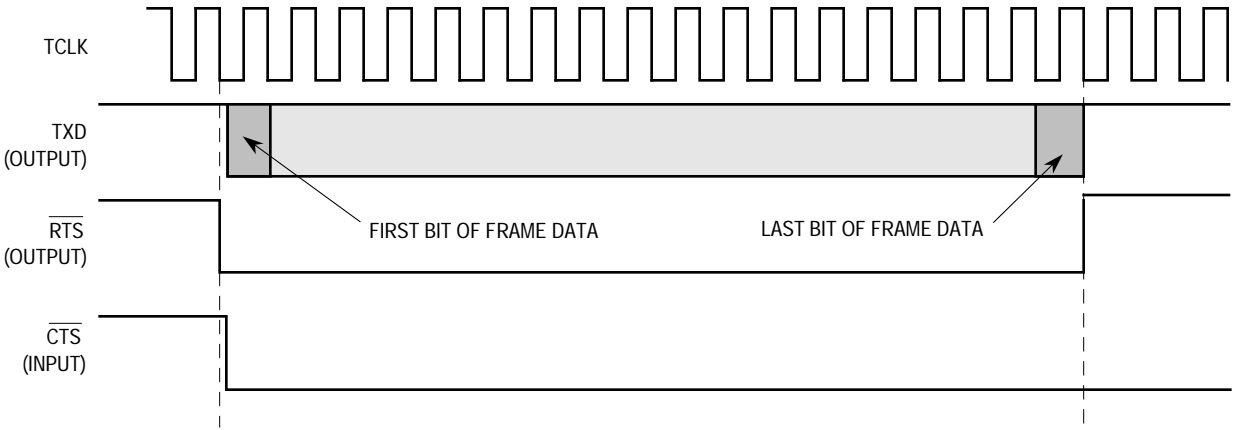 TCLK
TXD
(OUTPUT)
FIRST BIT OF FRAME DATA
LAST BIT OF FRAME DATA
RTS
(OUTPUT)
CTS
(INPUT)